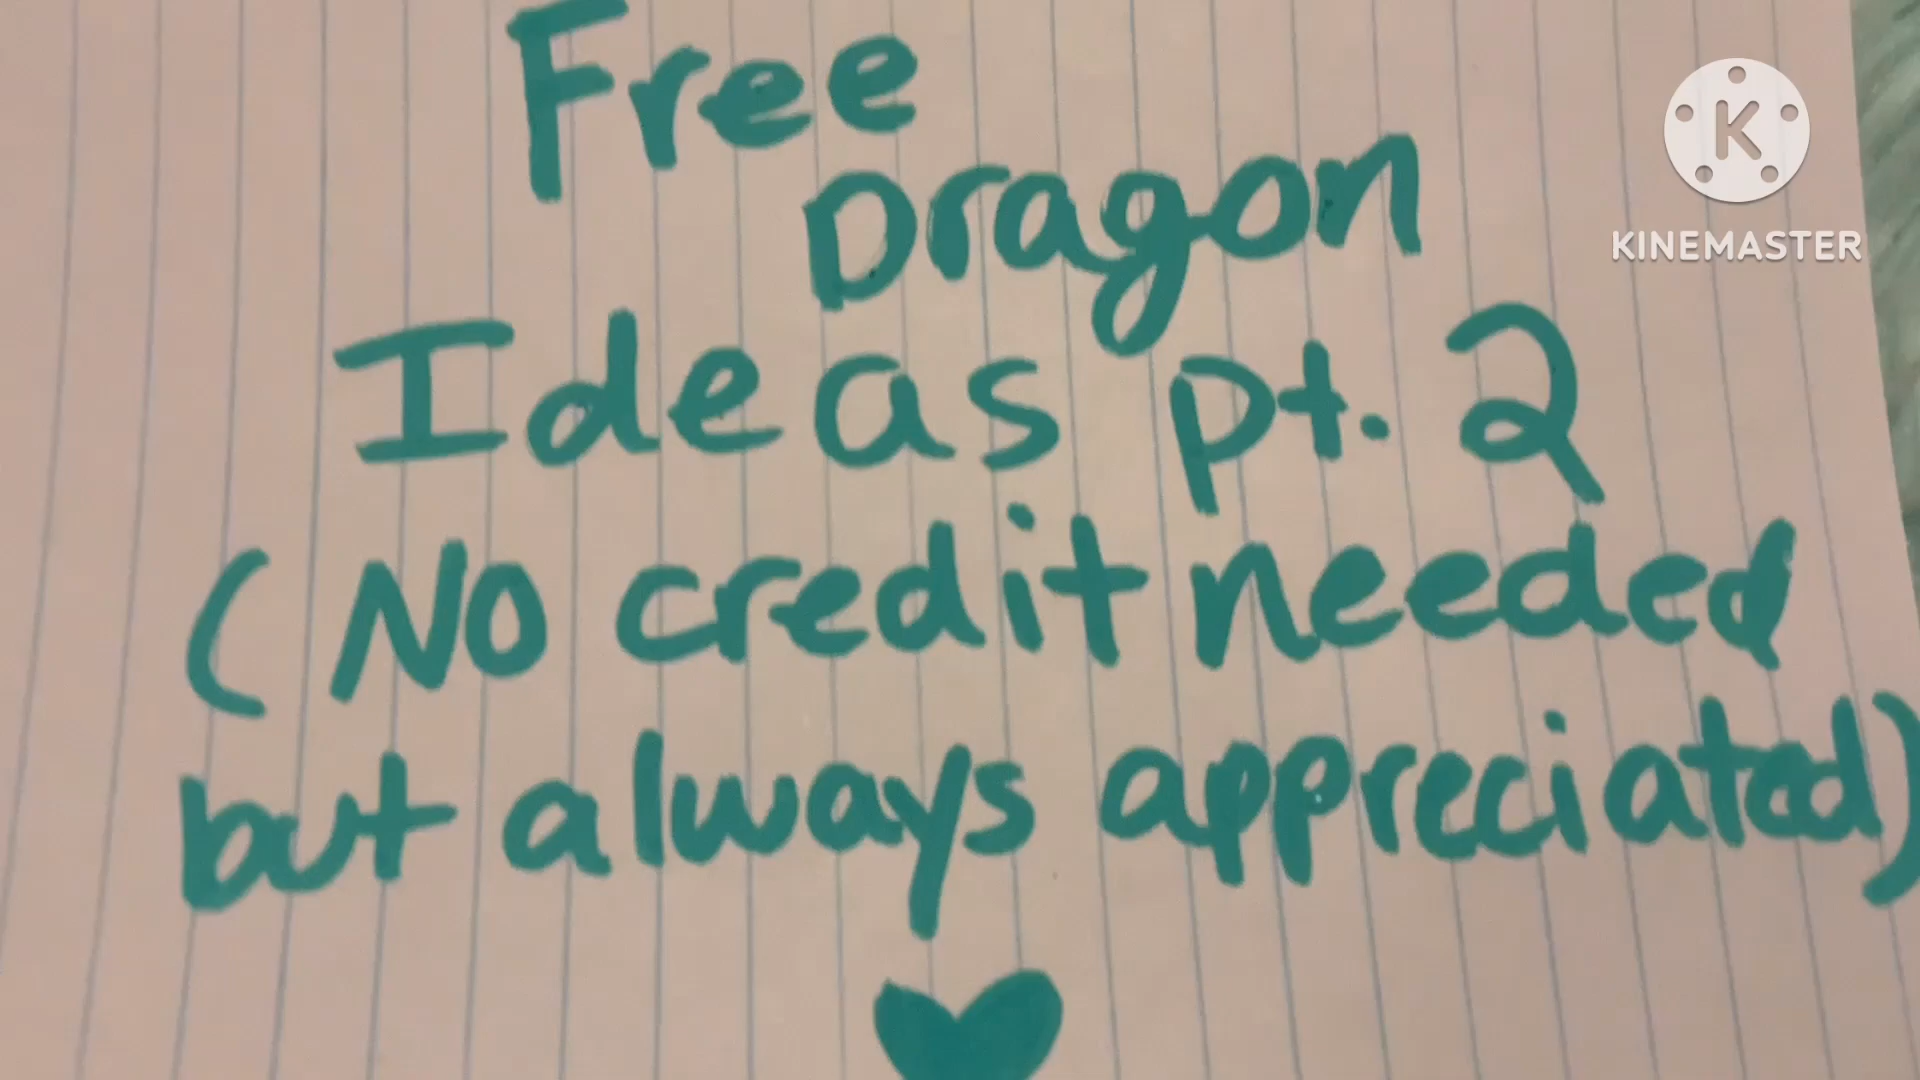 Free
Dragon
Ideas pt. 2
(No credit needed
but always appreciated)
K
KINEMASTER